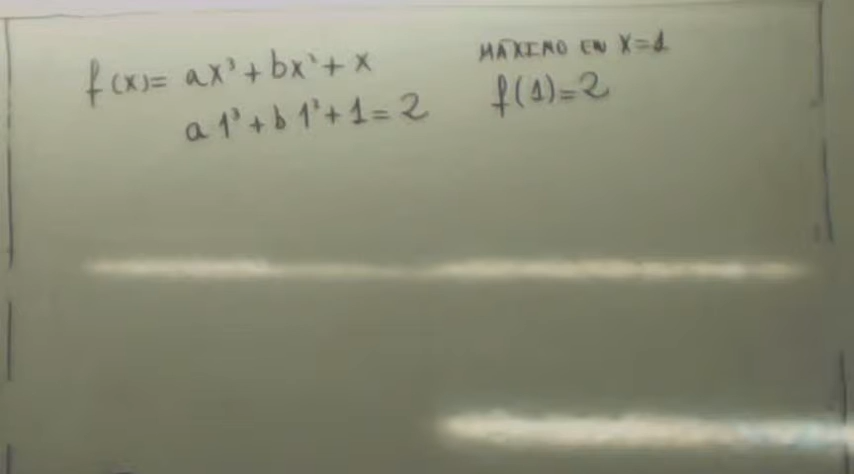 f(x)= ax³+bx²+x
MÁXIMO EN X=1
a 1³+b 1²+1=2
f(1)=2